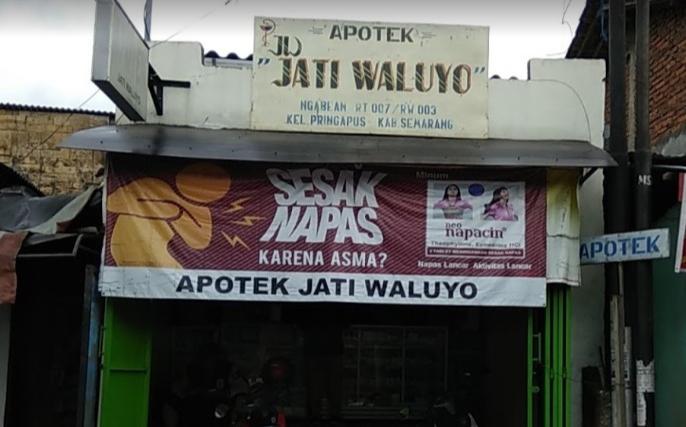 APOTEK
JW
"JATI WALUYO"
NGABEAN RT 007/RW 003
KEL. PRINGAPUS KAB. SEMARANG
SESAK
NAPAS
KARENA ASMA?
Minum
neo
napacin
Napas Lancar Aktivitas Lancar
APOTEK JATI WALUYO
APOTEK